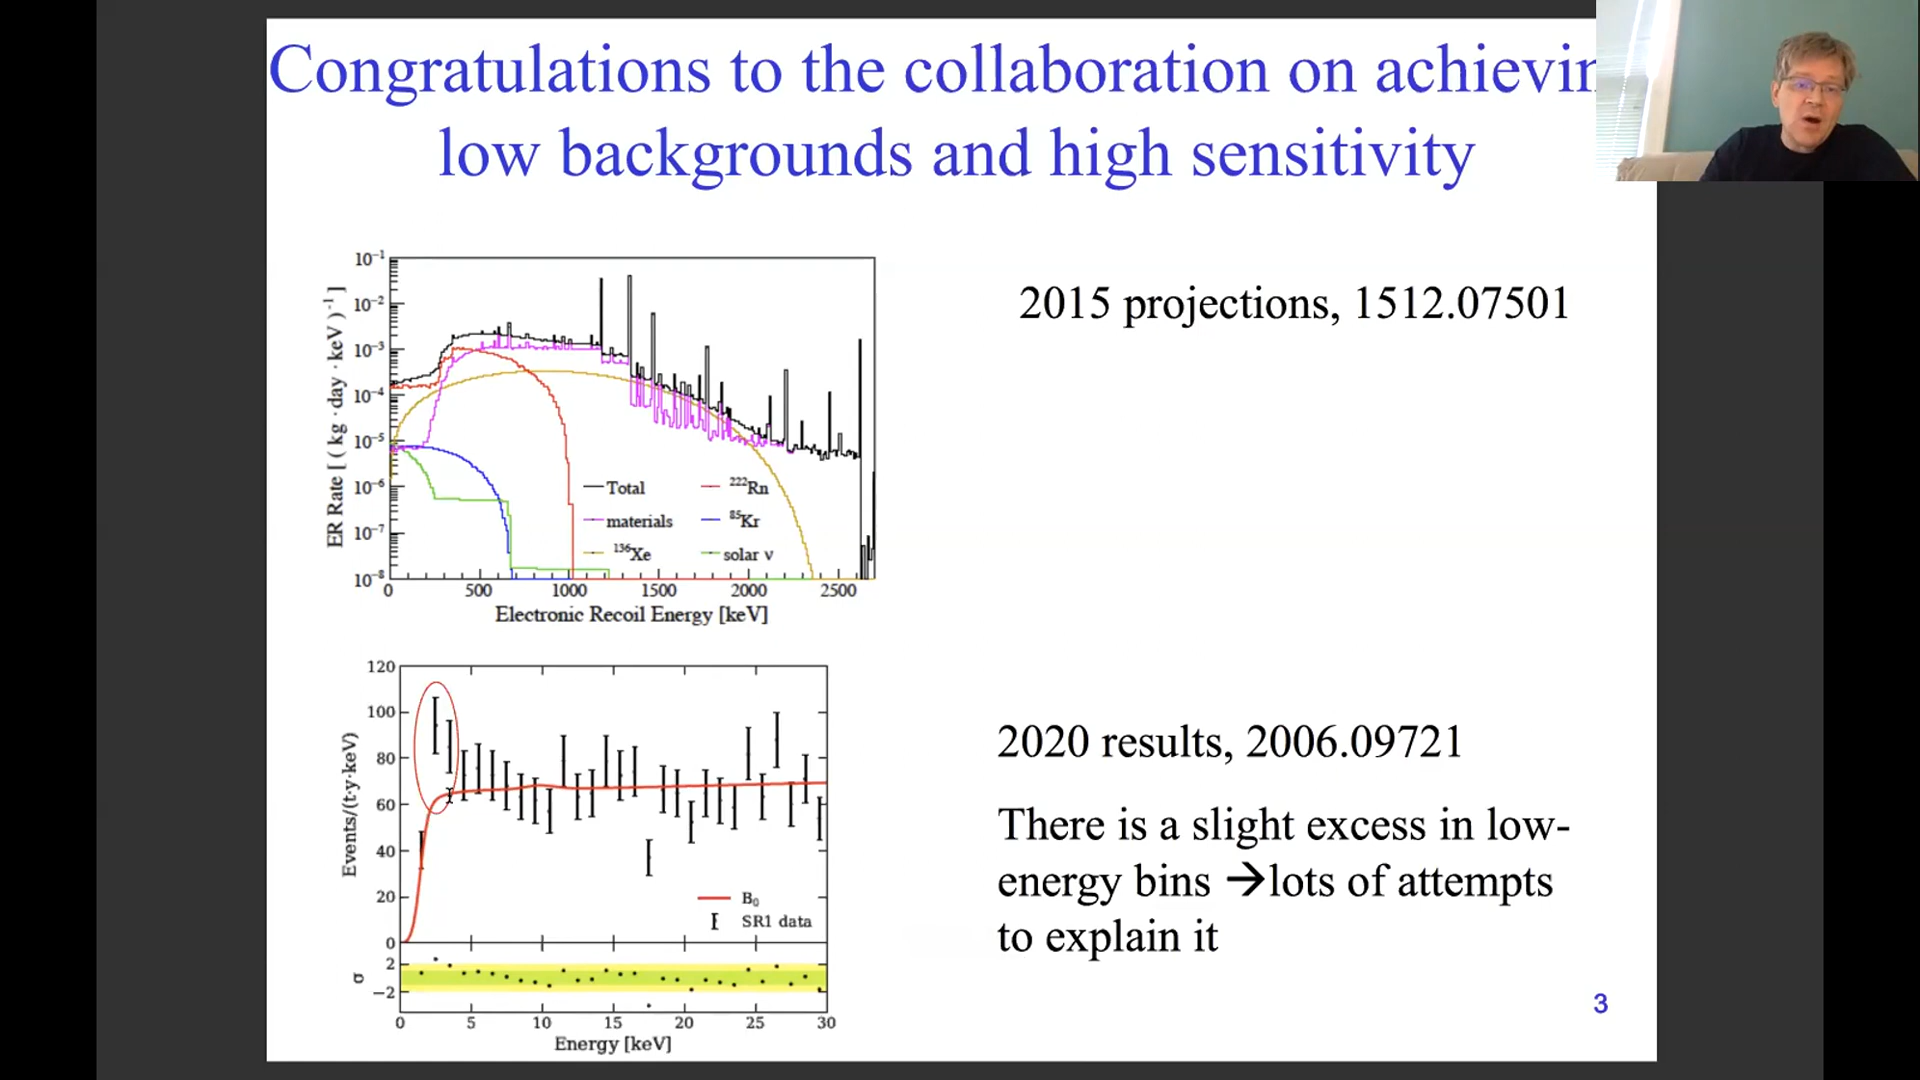 Congratulations to the collaboration on achievin
low backgrounds and high sensitivity
2015 projections, 1512.07501
10⁻¹
10⁻²
10⁻³
10⁻⁴
10⁻⁵
10⁻⁶
10⁻⁷
10⁻⁸
ER Rate [ ( kg · day · keV )⁻¹ ]
Total
materials
¹³⁶Xe
²²²Rn
⁸⁵Kr
solar ν
0 500 1000 1500 2000 2500
Electronic Recoil Energy [keV]
120
100
80
60
40
20
0
Events/(t·y·keV)
B₀
SR1 data
2
−2
σ
0 5 10 15 20 25 30
Energy [keV]
2020 results, 2006.09721
There is a slight excess in low-
energy bins →lots of attempts
to explain it
3